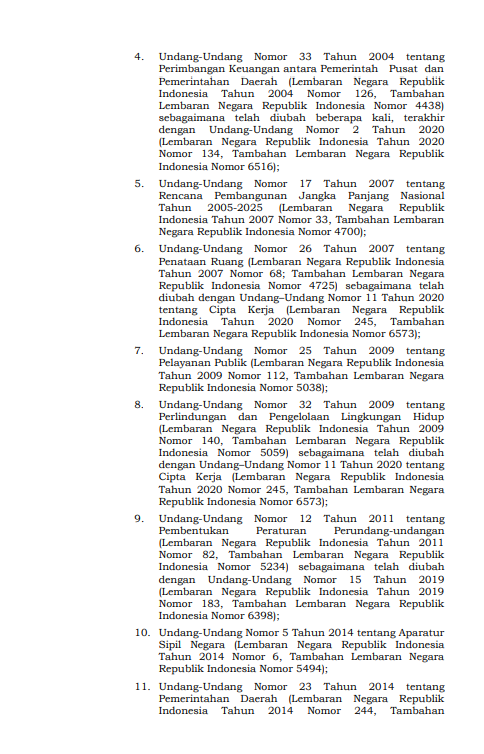 4. Undang-Undang Nomor 33 Tahun 2004 tentang
Perimbangan Keuangan antara Pemerintah Pusat dan
Pemerintahan Daerah (Lembaran Negara Republik
Indonesia Tahun 2004 Nomor 126, Tambahan
Lembaran Negara Republik Indonesia Nomor 4438)
sebagaimana telah diubah beberapa kali, terakhir
dengan Undang-Undang Nomor 2 Tahun 2020
(Lembaran Negara Republik Indonesia Tahun 2020
Nomor 134, Tambahan Lembaran Negara Republik
Indonesia Nomor 6516);
5. Undang-Undang Nomor 17 Tahun 2007 tentang
Rencana Pembangunan Jangka Panjang Nasional
Tahun 2005-2025 (Lembaran Negara Republik
Indonesia Tahun 2007 Nomor 33, Tambahan Lembaran
Negara Republik Indonesia Nomor 4700);
6. Undang-Undang Nomor 26 Tahun 2007 tentang
Penataan Ruang (Lembaran Negara Republik Indonesia
Tahun 2007 Nomor 68; Tambahan Lembaran Negara
Republik Indonesia Nomor 4725) sebagaimana telah
diubah dengan Undang–Undang Nomor 11 Tahun 2020
tentang Cipta Kerja (Lembaran Negara Republik
Indonesia Tahun 2020 Nomor 245, Tambahan
Lembaran Negara Republik Indonesia Nomor 6573);
7. Undang-Undang Nomor 25 Tahun 2009 tentang
Pelayanan Publik (Lembaran Negara Republik Indonesia
Tahun 2009 Nomor 112, Tambahan Lembaran Negara
Republik Indonesia Nomor 5038);
8. Undang-Undang Nomor 32 Tahun 2009 tentang
Perlindungan dan Pengelolaan Lingkungan Hidup
(Lembaran Negara Republik Indonesia Tahun 2009
Nomor 140, Tambahan Lembaran Negara Republik
Indonesia Nomor 5059) sebagaimana telah diubah
dengan Undang–Undang Nomor 11 Tahun 2020 tentang
Cipta Kerja (Lembaran Negara Republik Indonesia
Tahun 2020 Nomor 245, Tambahan Lembaran Negara
Republik Indonesia Nomor 6573);
9. Undang-Undang Nomor 12 Tahun 2011 tentang
Pembentukan Peraturan Perundang-undangan
(Lembaran Negara Republik Indonesia Tahun 2011
Nomor 82, Tambahan Lembaran Negara Republik
Indonesia Nomor 5234) sebagaimana telah diubah
dengan Undang-Undang Nomor 15 Tahun 2019
(Lembaran Negara Republik Indonesia Tahun 2019
Nomor 183, Tambahan Lembaran Negara Republik
Indonesia Nomor 6398);
10. Undang-Undang Nomor 5 Tahun 2014 tentang Aparatur
Sipil Negara (Lembaran Negara Republik Indonesia
Tahun 2014 Nomor 6, Tambahan Lembaran Negara
Republik Indonesia Nomor 5494);
11. Undang-Undang Nomor 23 Tahun 2014 tentang
Pemerintahan Daerah (Lembaran Negara Republik
Indonesia Tahun 2014 Nomor 244, Tambahan